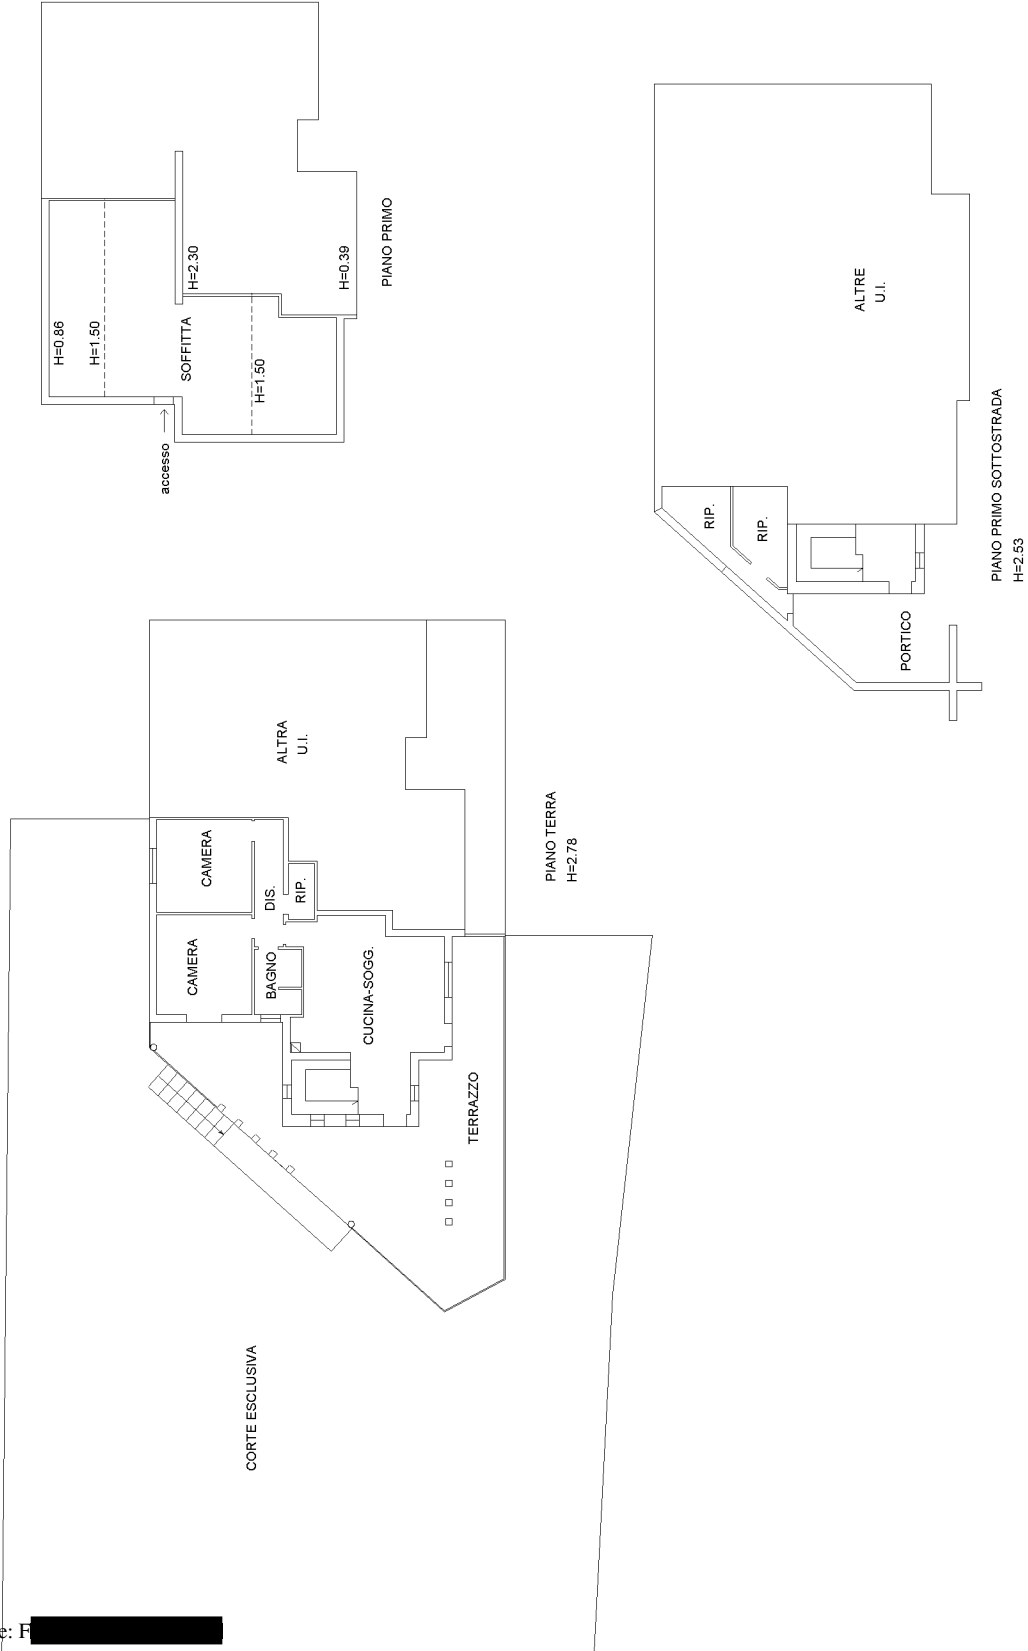 H=0.86
H=1.50
SOFFITTA
H=1.50
H=2.30
H=0.39
accesso
PIANO PRIMO
ALTRE
U.I.
RIP.
RIP.
PORTICO
PIANO PRIMO SOTTOSTRADA
H=2.53
ALTRA
U.I.
CAMERA
CAMERA
DIS.
RIP.
BAGNO
CUCINA-SOGG.
TERRAZZO
PIANO TERRA
H=2.78
CORTE ESCLUSIVA
e: F